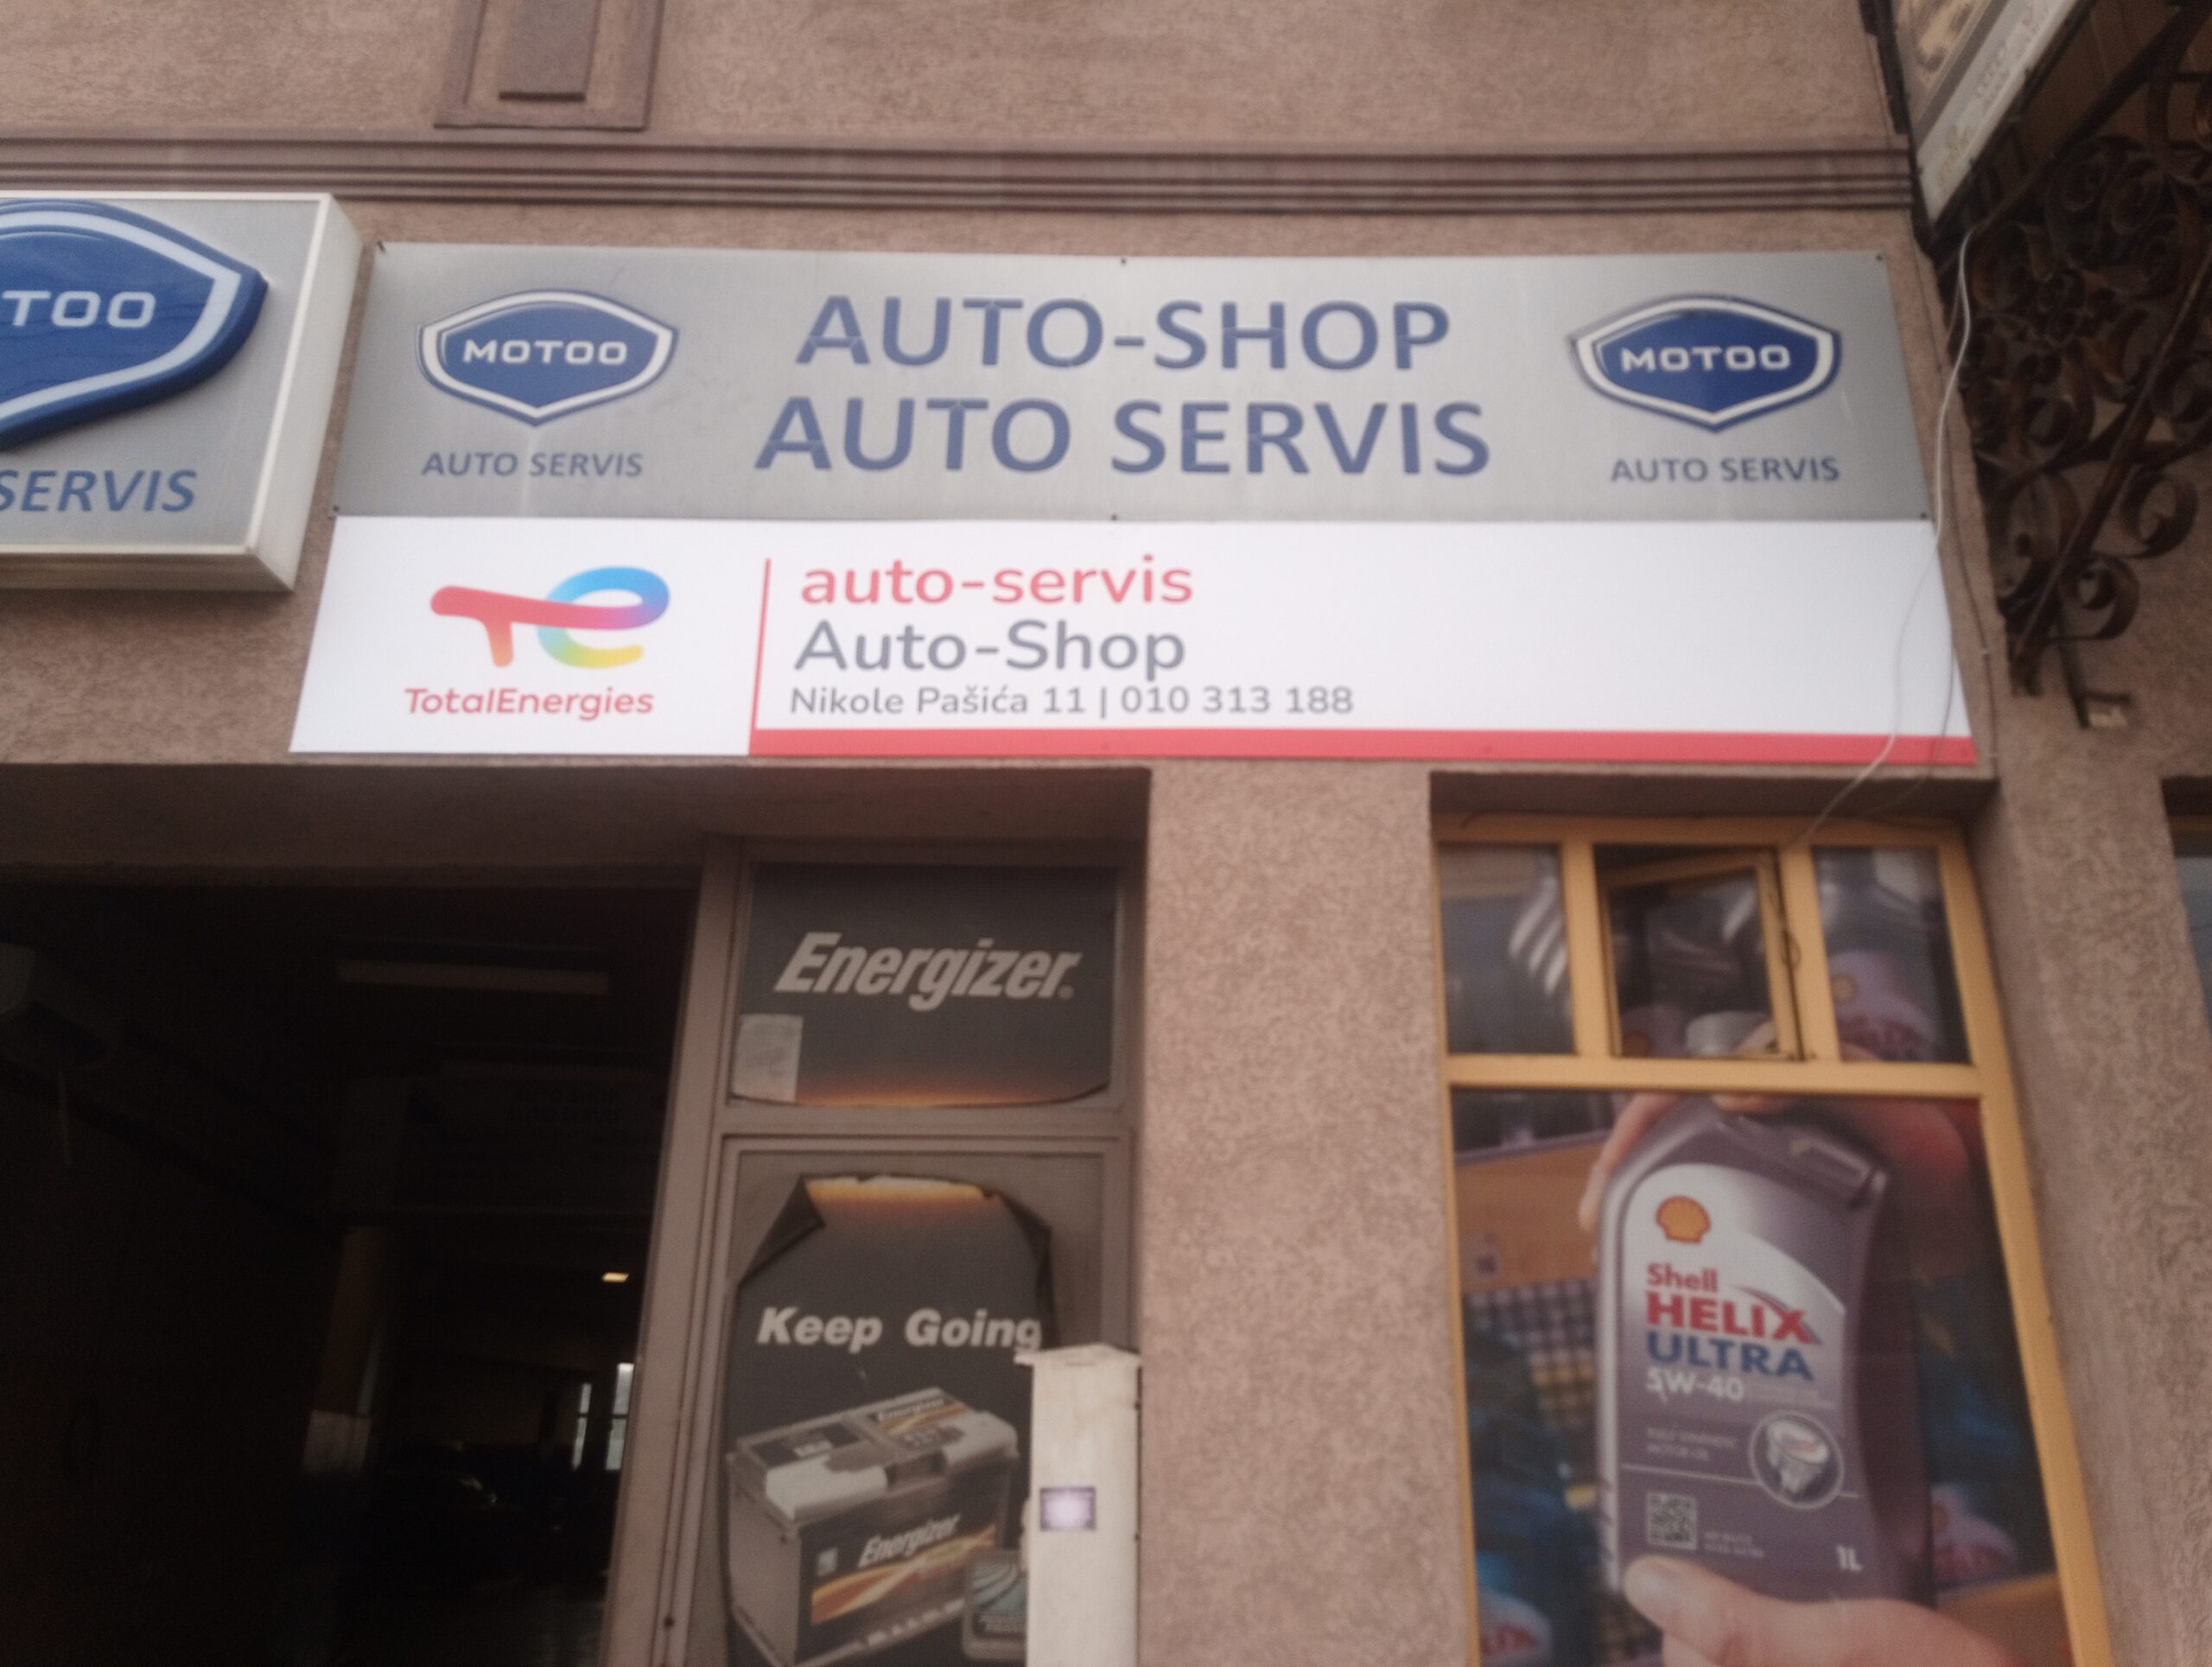 TOO
SERVIS
MOTOO
AUTO SERVIS
AUTO-SHOP
AUTO SERVIS
MOTOO
AUTO SERVIS
TotalEnergies
auto-servis
Auto-Shop
Nikole Pašića 11 | 010 313 188
Energizer
Keep Going
Energizer
Energizer
Shell
HELIX
ULTRA
5W-40
1L